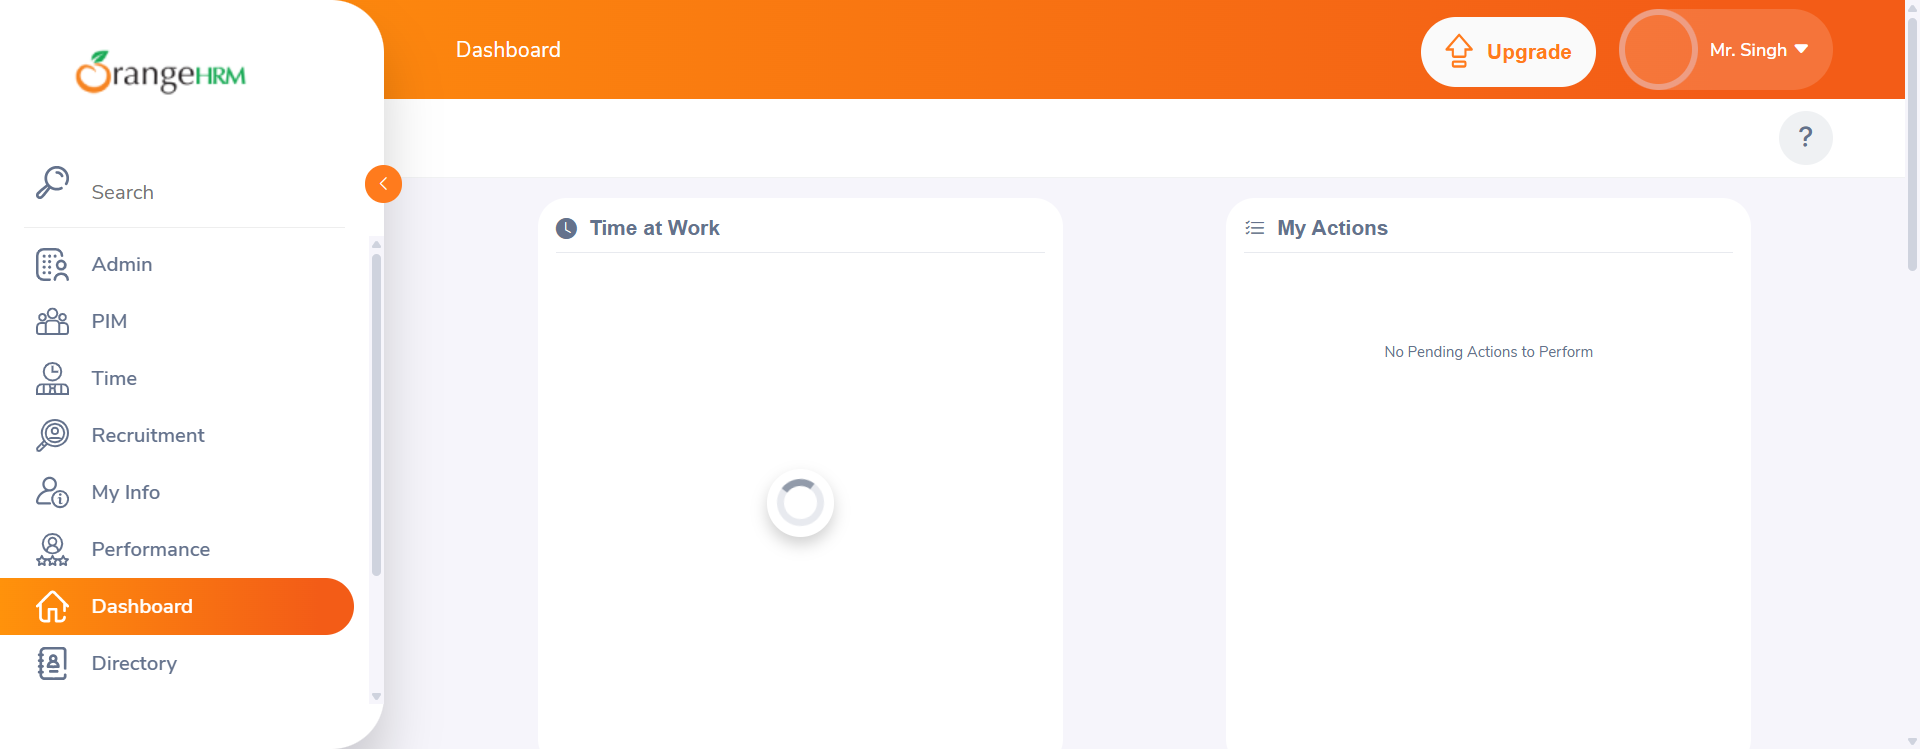 OrangeHRM
Search
Admin
PIM
Time
Recruitment
My Info
Performance
Dashboard
Directory
Dashboard
Upgrade
Mr. Singh
?
Time at Work
My Actions
No Pending Actions to Perform